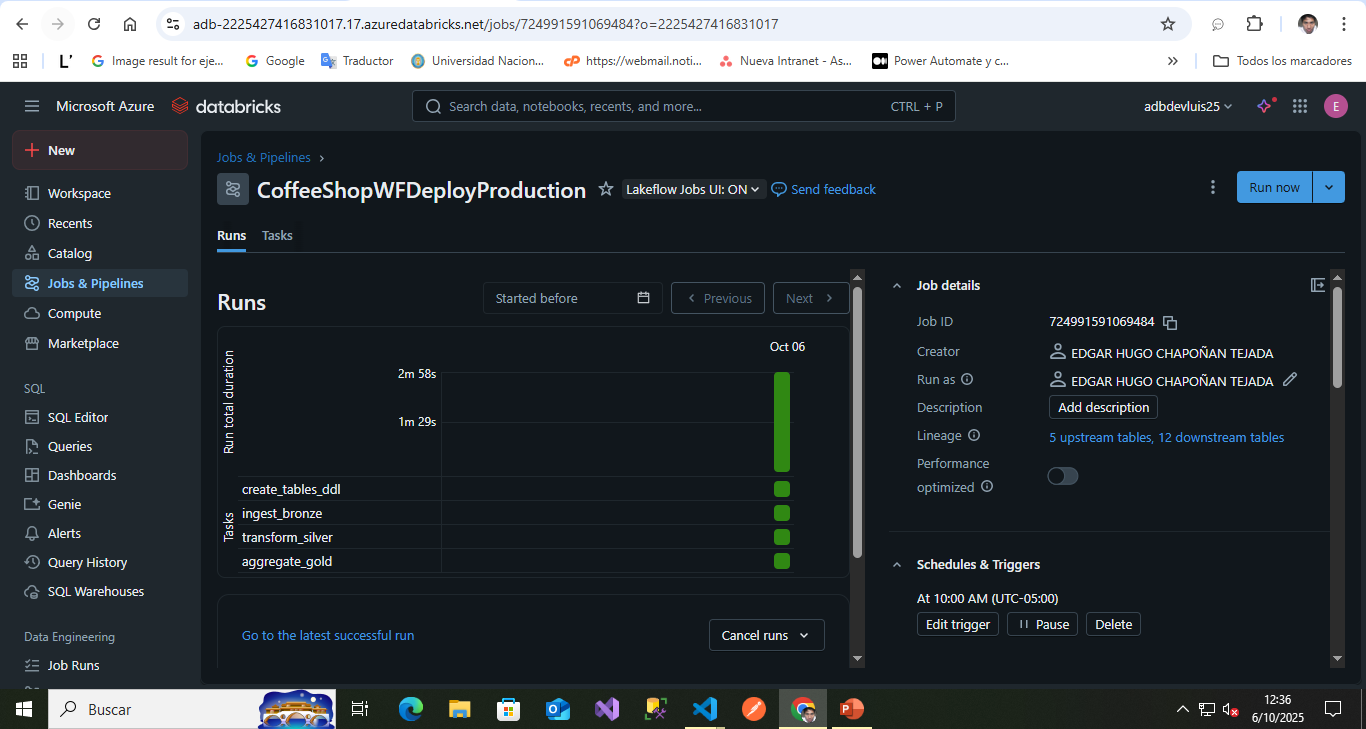 adb-2225427416831017.17.azuredatabricks.net/jobs/724991591069484?o=2225427416831017
L'
Image result for eje...
Google
Traductor
Universidad Nacion...
https://webmail.noti...
Nueva Intranet - As...
Power Automate y c...
»
Todos los marcadores
Microsoft Azure
databricks
Search data, notebooks, recents, and more...
CTRL + P
adbdevluis25
E
New
Workspace
Recents
Catalog
Jobs & Pipelines
Compute
Marketplace
SQL
SQL Editor
Queries
Dashboards
Genie
Alerts
Query History
SQL Warehouses
Data Engineering
Job Runs
Jobs & Pipelines
CoffeeShopWFDeployProduction
Lakeflow Jobs UI: ON
Send feedback
Run now
Runs
Tasks
Runs
Started before
Previous
Next
Run total duration
Oct 06
2m 58s
1m 29s
Tasks
create_tables_ddl
ingest_bronze
transform_silver
aggregate_gold
Go to the latest successful run
Cancel runs
Job details
Job ID
724991591069484
Creator
EDGAR HUGO CHAPOÑAN TEJADA
Run as
EDGAR HUGO CHAPOÑAN TEJADA
Description
Add description
Lineage
5 upstream tables, 12 downstream tables
Performance
optimized
Schedules & Triggers
At 10:00 AM (UTC-05:00)
Edit trigger
Pause
Delete
Buscar
12:36
6/10/2025